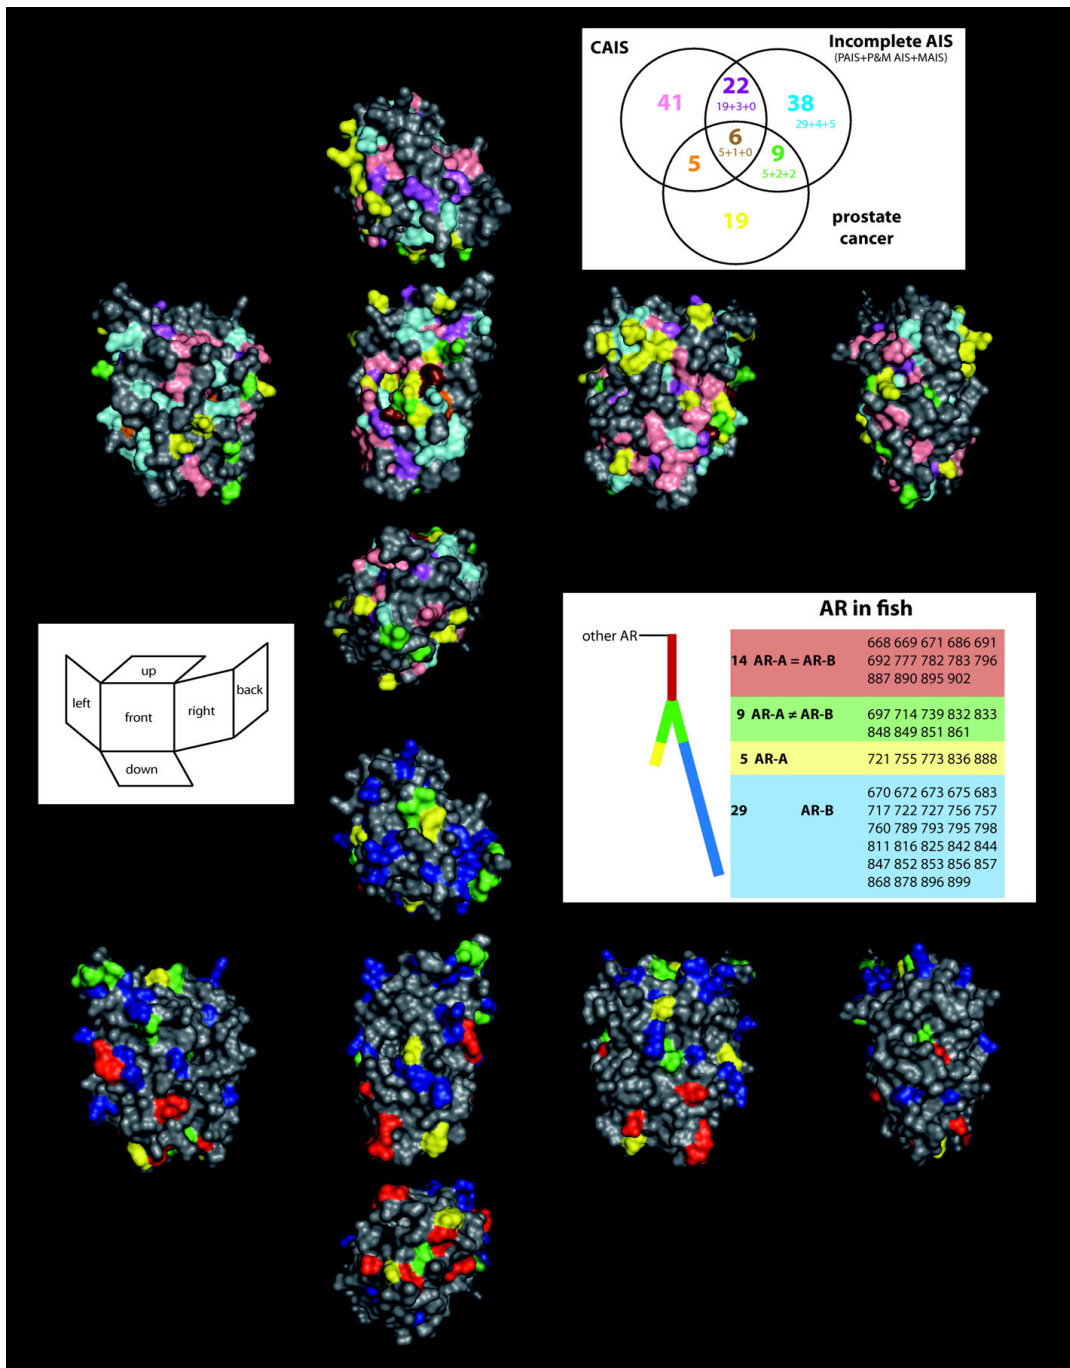 CAIS
Incomplete AIS
(PAIS+P&M AIS+MAIS)
41
22
19+3+0
38
29+4+5
6
5+1+0
5
9
5+2+2
19
prostate
cancer
up
left
front
right
back
down
AR in fish
other AR
14 AR-A = AR-B
668 669 671 686 691
692 777 782 783 796
887 890 895 902
9 AR-A ≠ AR-B
697 714 739 832 833
848 849 851 861
5 AR-A
721 755 773 836 888
29 AR-B
670 672 673 675 683
717 722 727 756 757
760 789 793 795 798
811 816 825 842 844
847 852 853 856 857
868 878 896 899